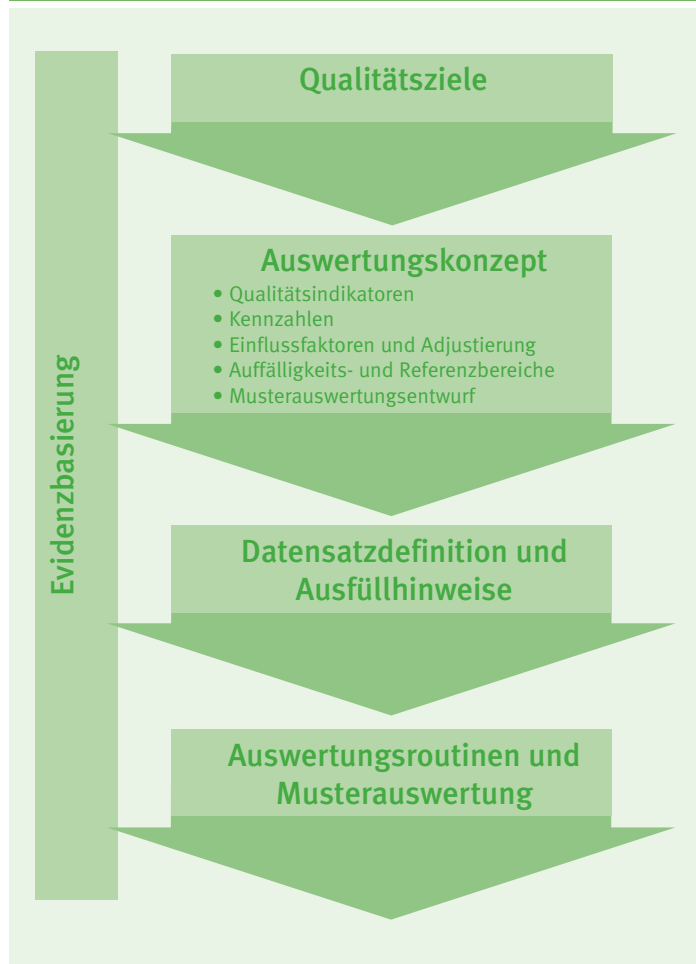 Qualitätsziele
Auswertungskonzept
• Qualitätsindikatoren
• Kennzahlen
• Einflussfaktoren und Adjustierung
• Auffälligkeits- und Referenzbereiche
• Musterauswertungsentwurf
Evidenzbasierung
Datensatzdefinition und
Ausfüllhinweise
Auswertungsroutinen und
Musterauswertung